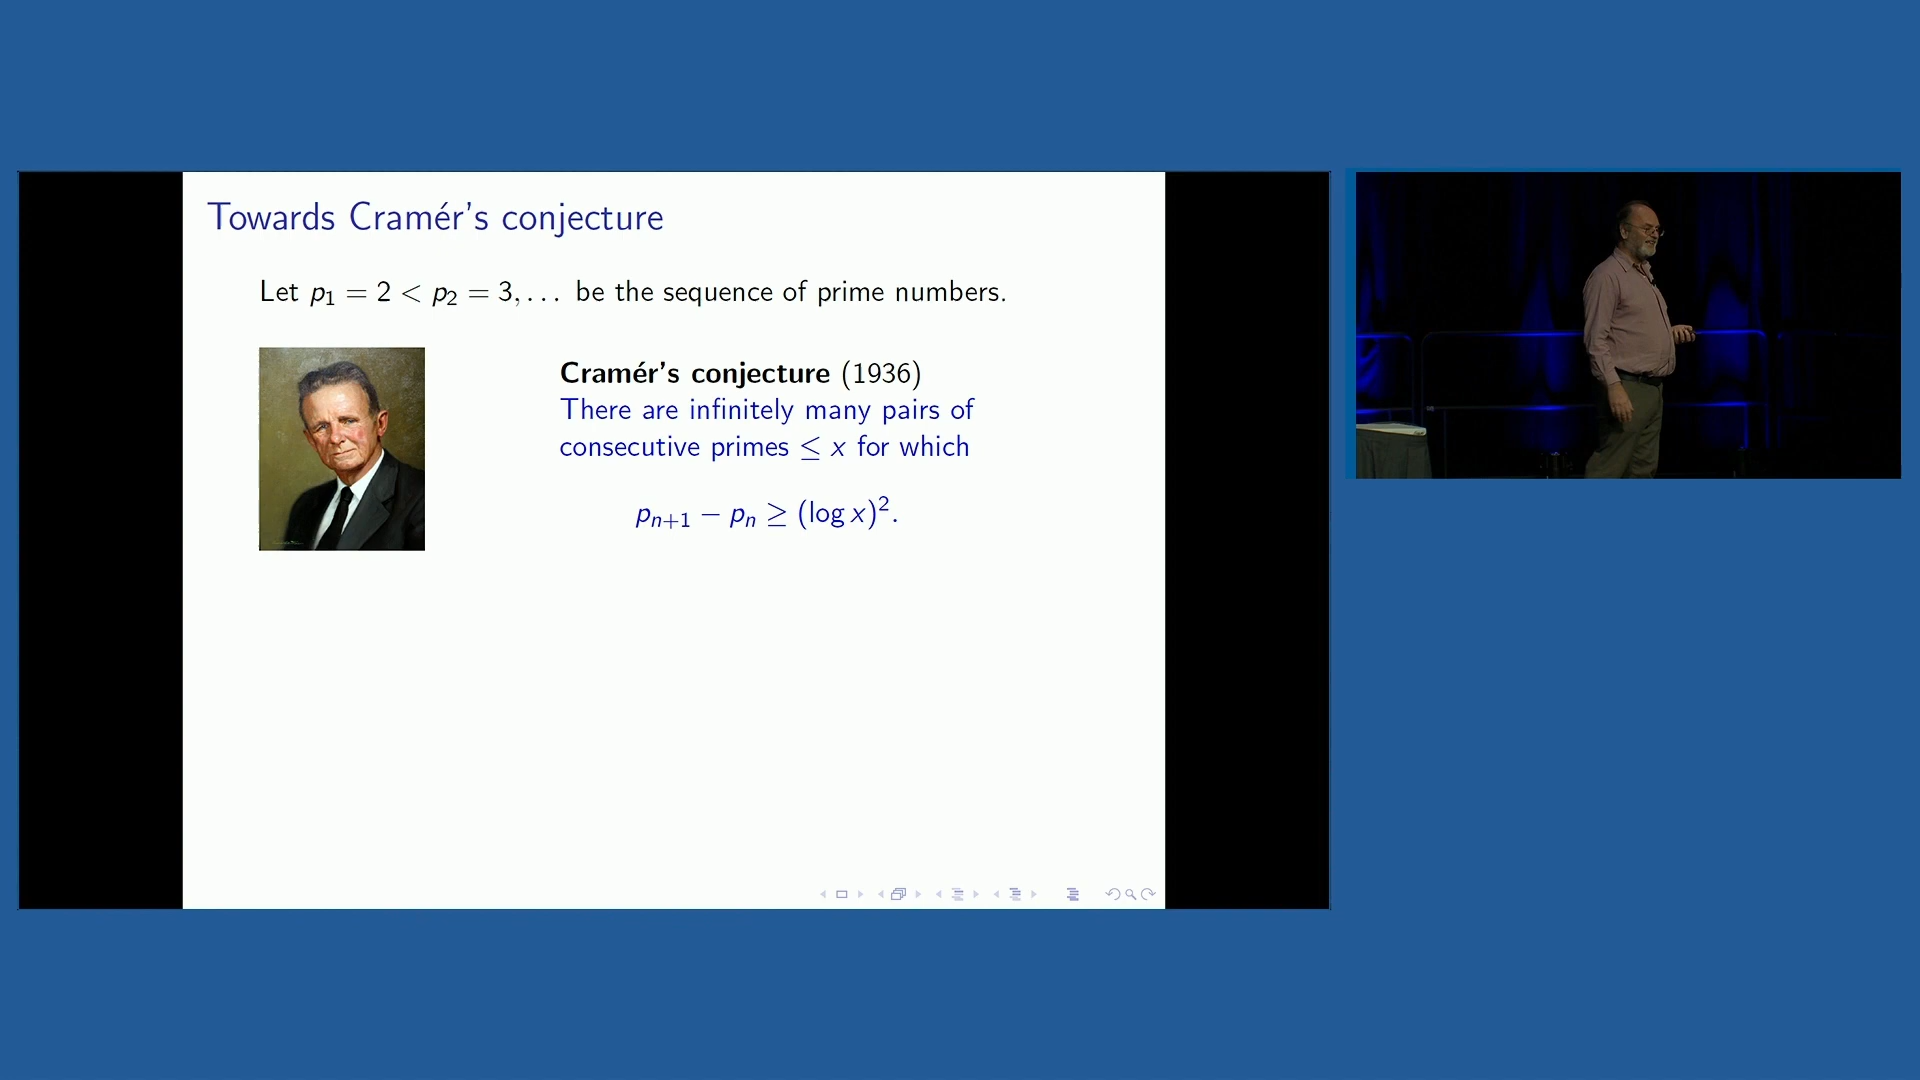 Towards Cramér's conjecture
Let p₁ = 2 < p₂ = 3, . . . be the sequence of prime numbers.
Cramér's conjecture (1936)
There are infinitely many pairs of
consecutive primes ≤ x for which
pₙ₊₁ − pₙ ≥ (log x)².